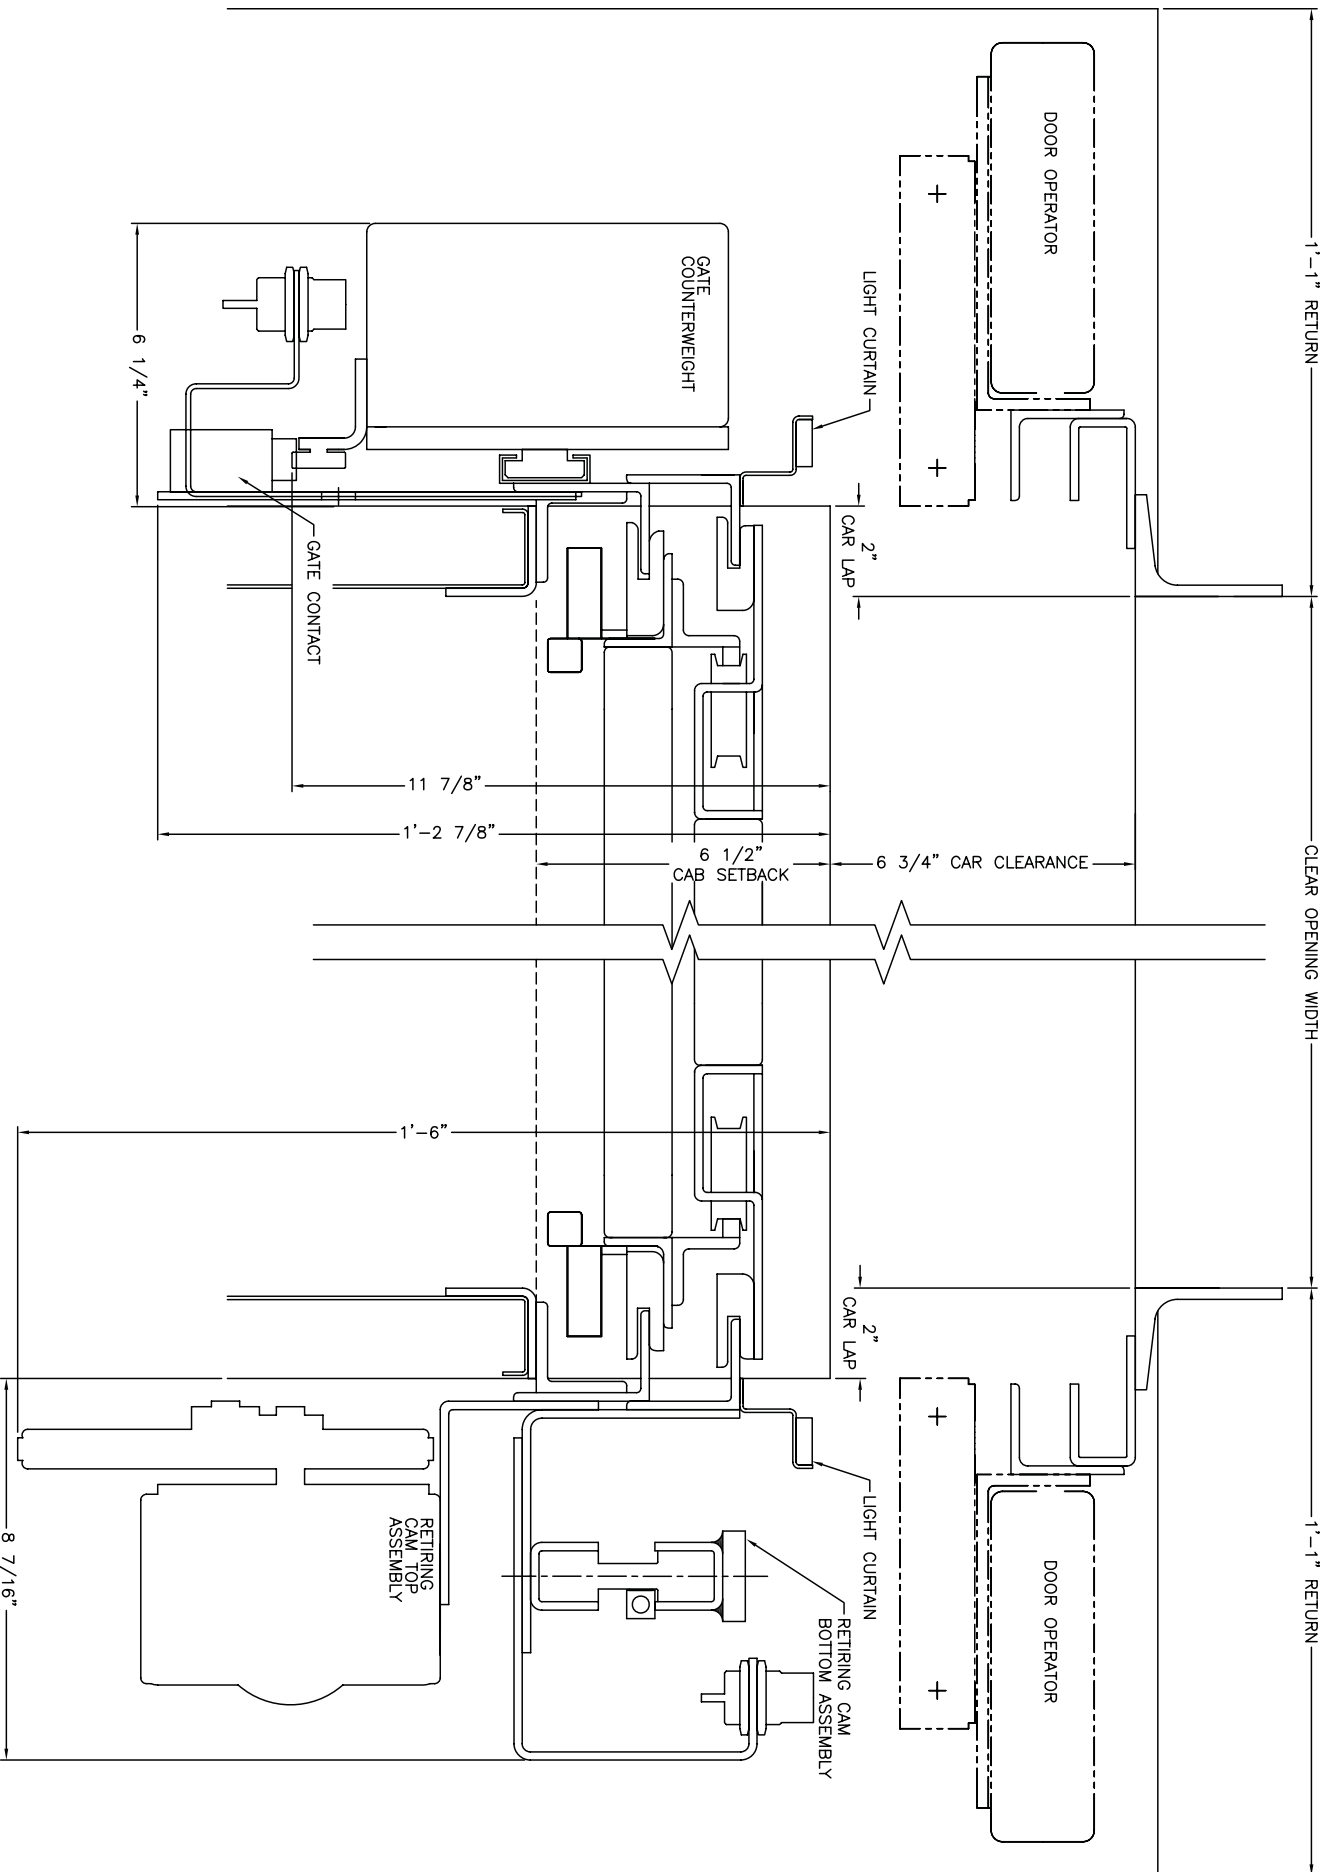 1'-1" RETURN
CLEAR OPENING WIDTH
1'-1" RETURN
DOOR OPERATOR
DOOR OPERATOR
LIGHT CURTAIN
2"
CAR LAP
6 3/4" CAR CLEARANCE
2"
CAR LAP
LIGHT CURTAIN
RETIRING CAM
BOTTOM ASSEMBLY
GATE
COUNTERWEIGHT
6 1/2"
CAB SETBACK
11 7/8"
1'-2 7/8"
1'-6"
GATE CONTACT
RETIRING
CAM TOP
ASSEMBLY
6 1/4"
8 7/16"